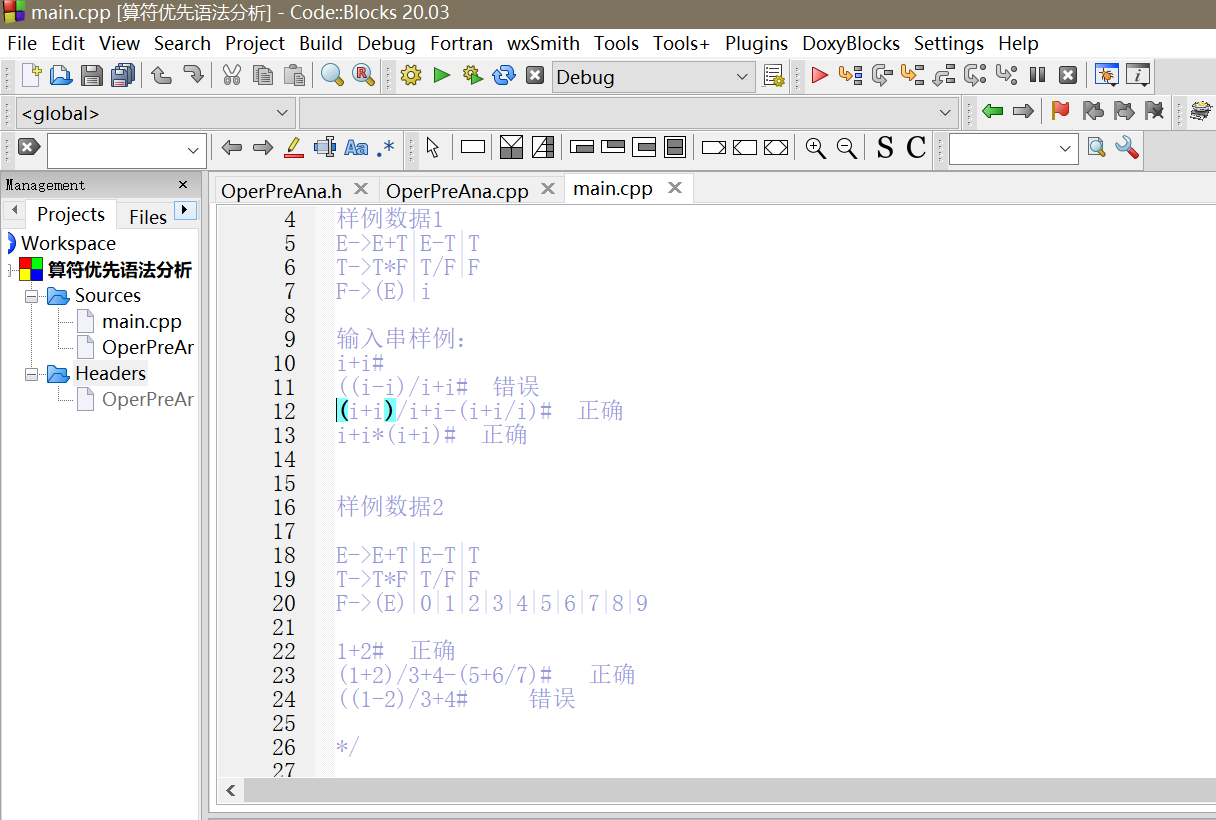 main.cpp [算符优先语法分析] - Code::Blocks 20.03
File Edit View Search Project Build Debug Fortran wxSmith Tools Tools+ Plugins DoxyBlocks Settings Help
Debug
<global>
S C
Management
Projects Files
Workspace
算符优先语法分析
Sources
main.cpp
OperPreAr
Headers
OperPreAr
OperPreAna.h OperPreAna.cpp main.cpp
4 样例数据1
5 E->E+T|E-T|T
6 T->T*F|T/F|F
7 F->(E)|i
8
9 输入串样例:
10 i+i#
11 ((i-i)/i+i# 错误
12 (i+i)/i+i-(i+i/i)# 正确
13 i+i*(i+i)# 正确
14
15
16 样例数据2
17
18 E->E+T|E-T|T
19 T->T*F|T/F|F
20 F->(E)|0|1|2|3|4|5|6|7|8|9
21
22 1+2# 正确
23 (1+2)/3+4-(5+6/7)# 正确
24 ((1-2)/3+4# 错误
25
26 */
27